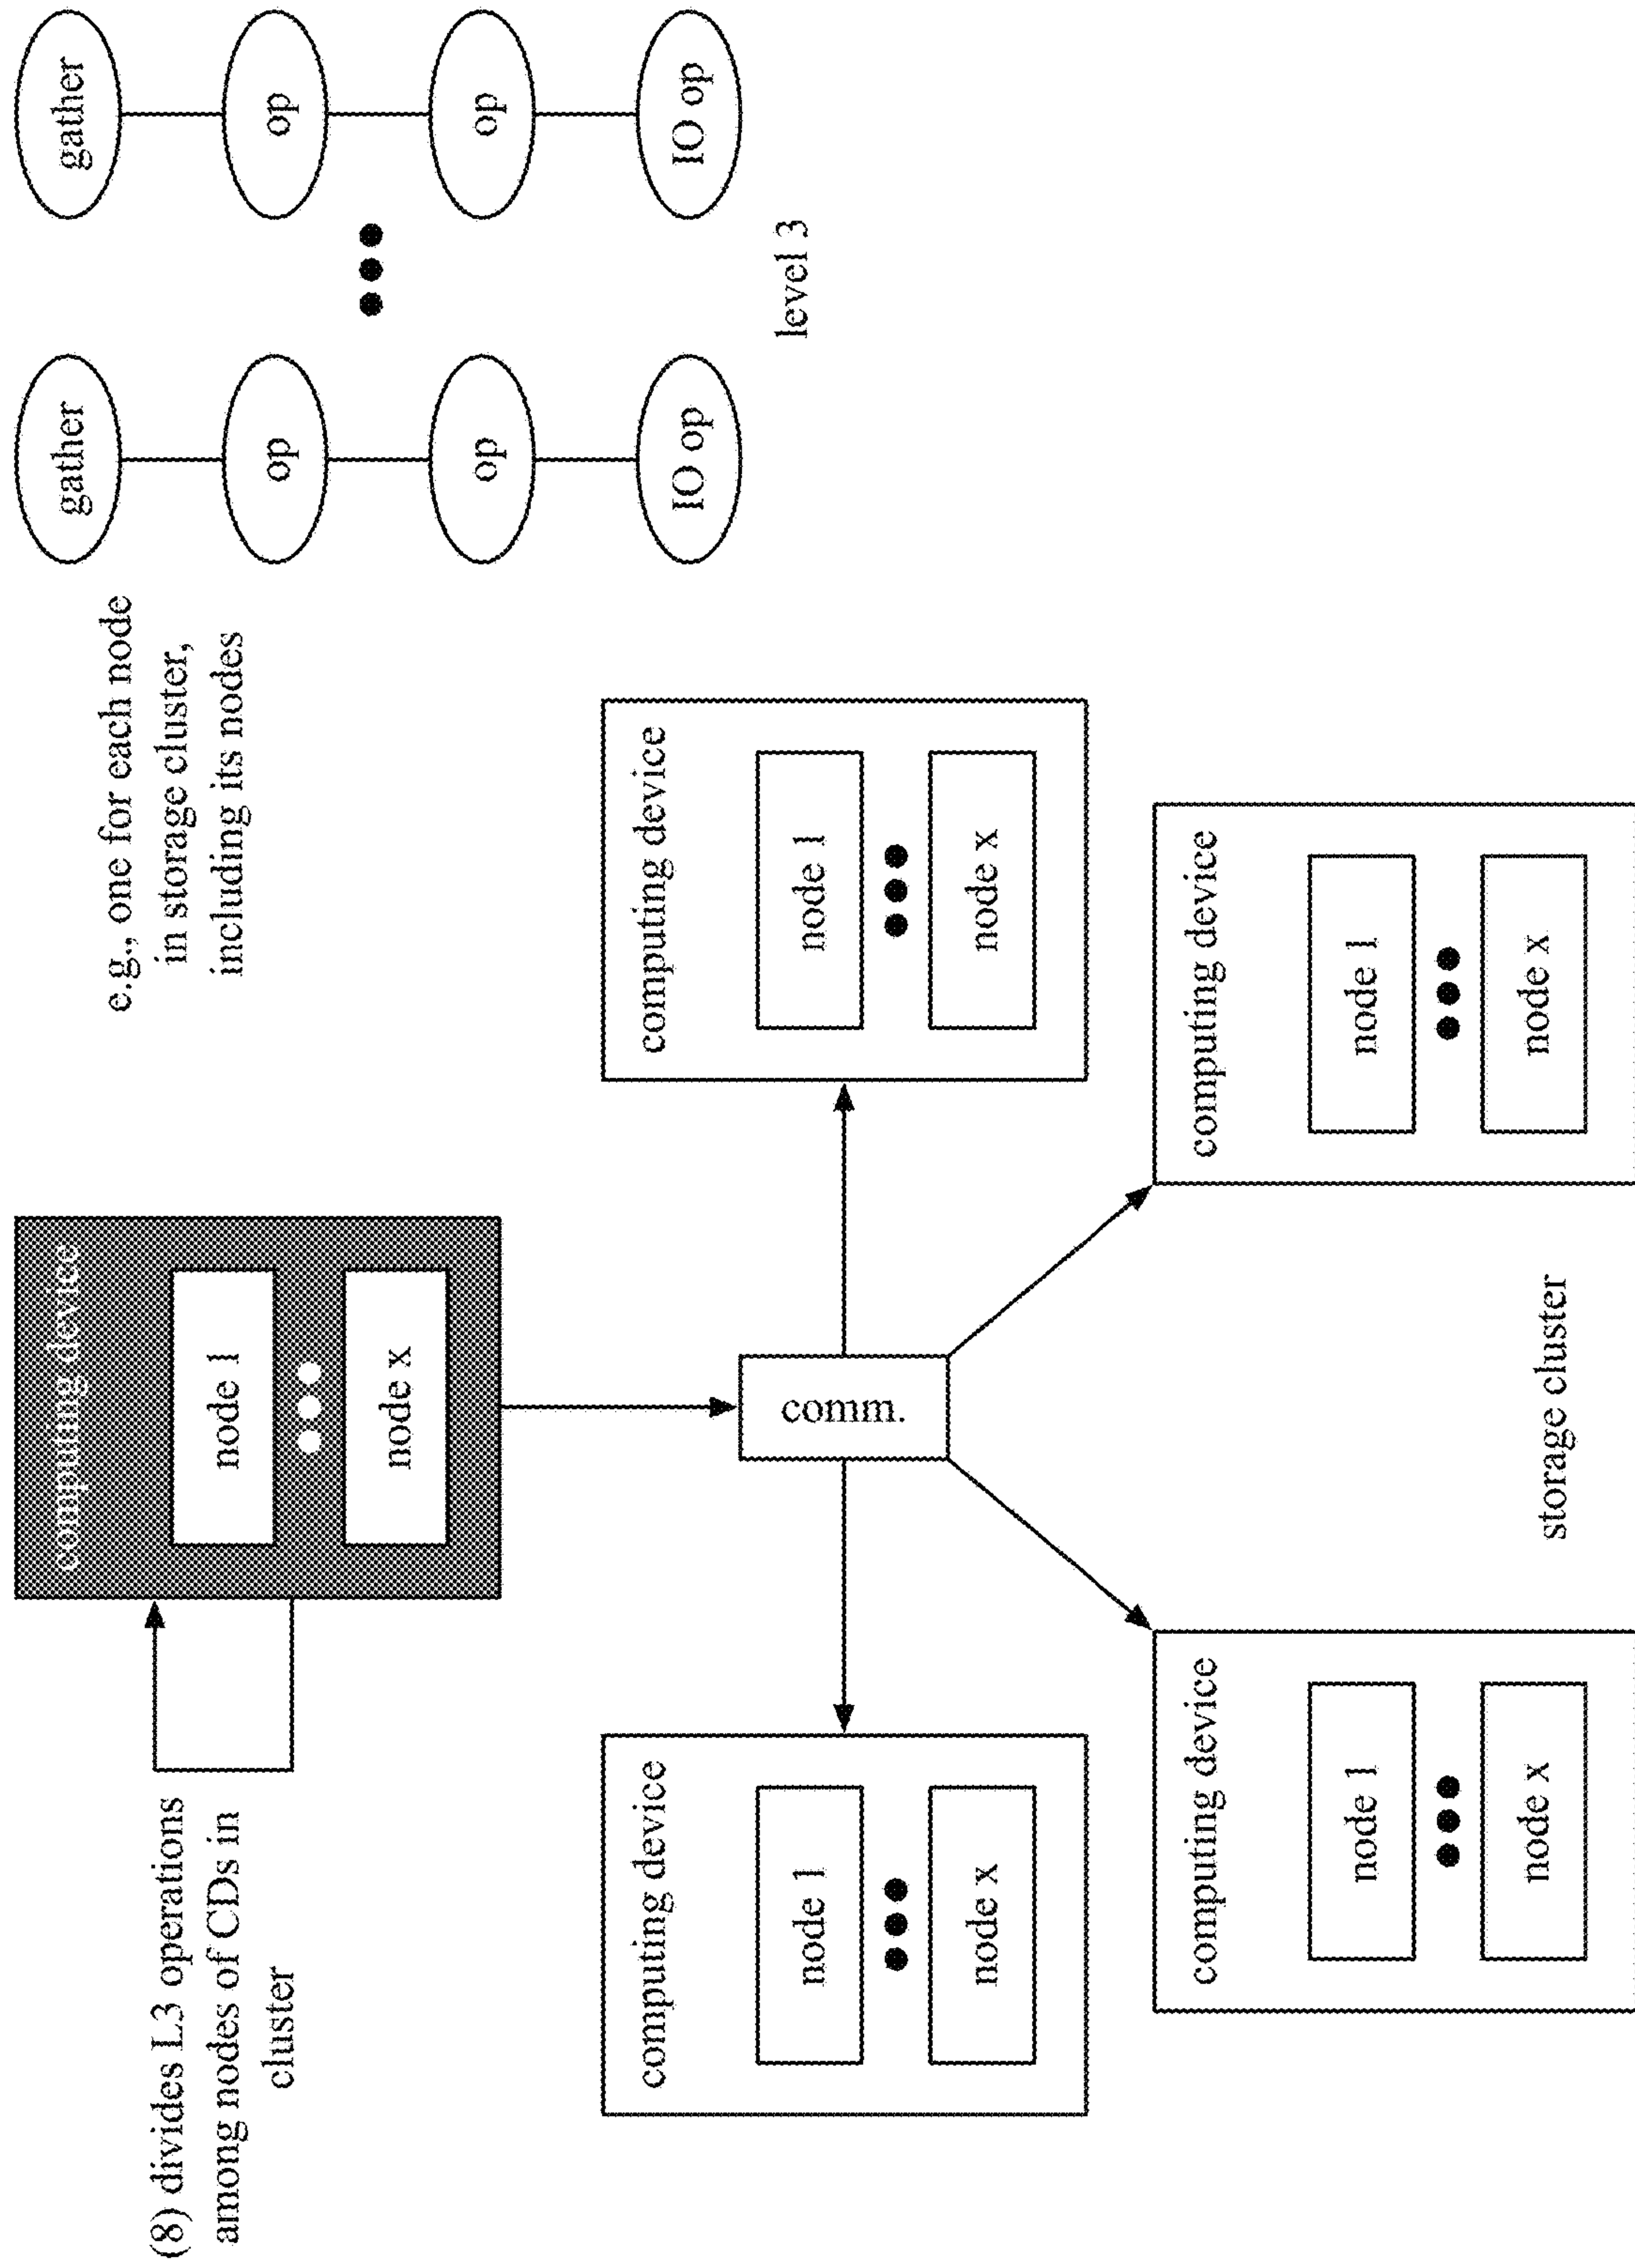 (8) divides L3 operations
among nodes of CDs in
cluster
computing device
node 1
node x
e.g., one for each node
in storage cluster,
including its nodes
gather
op
op
IO op
gather
op
op
IO op
level 3
computing device
node 1
node x
comm.
computing device
node 1
node x
computing device
node 1
node x
storage cluster
computing device
node 1
node x